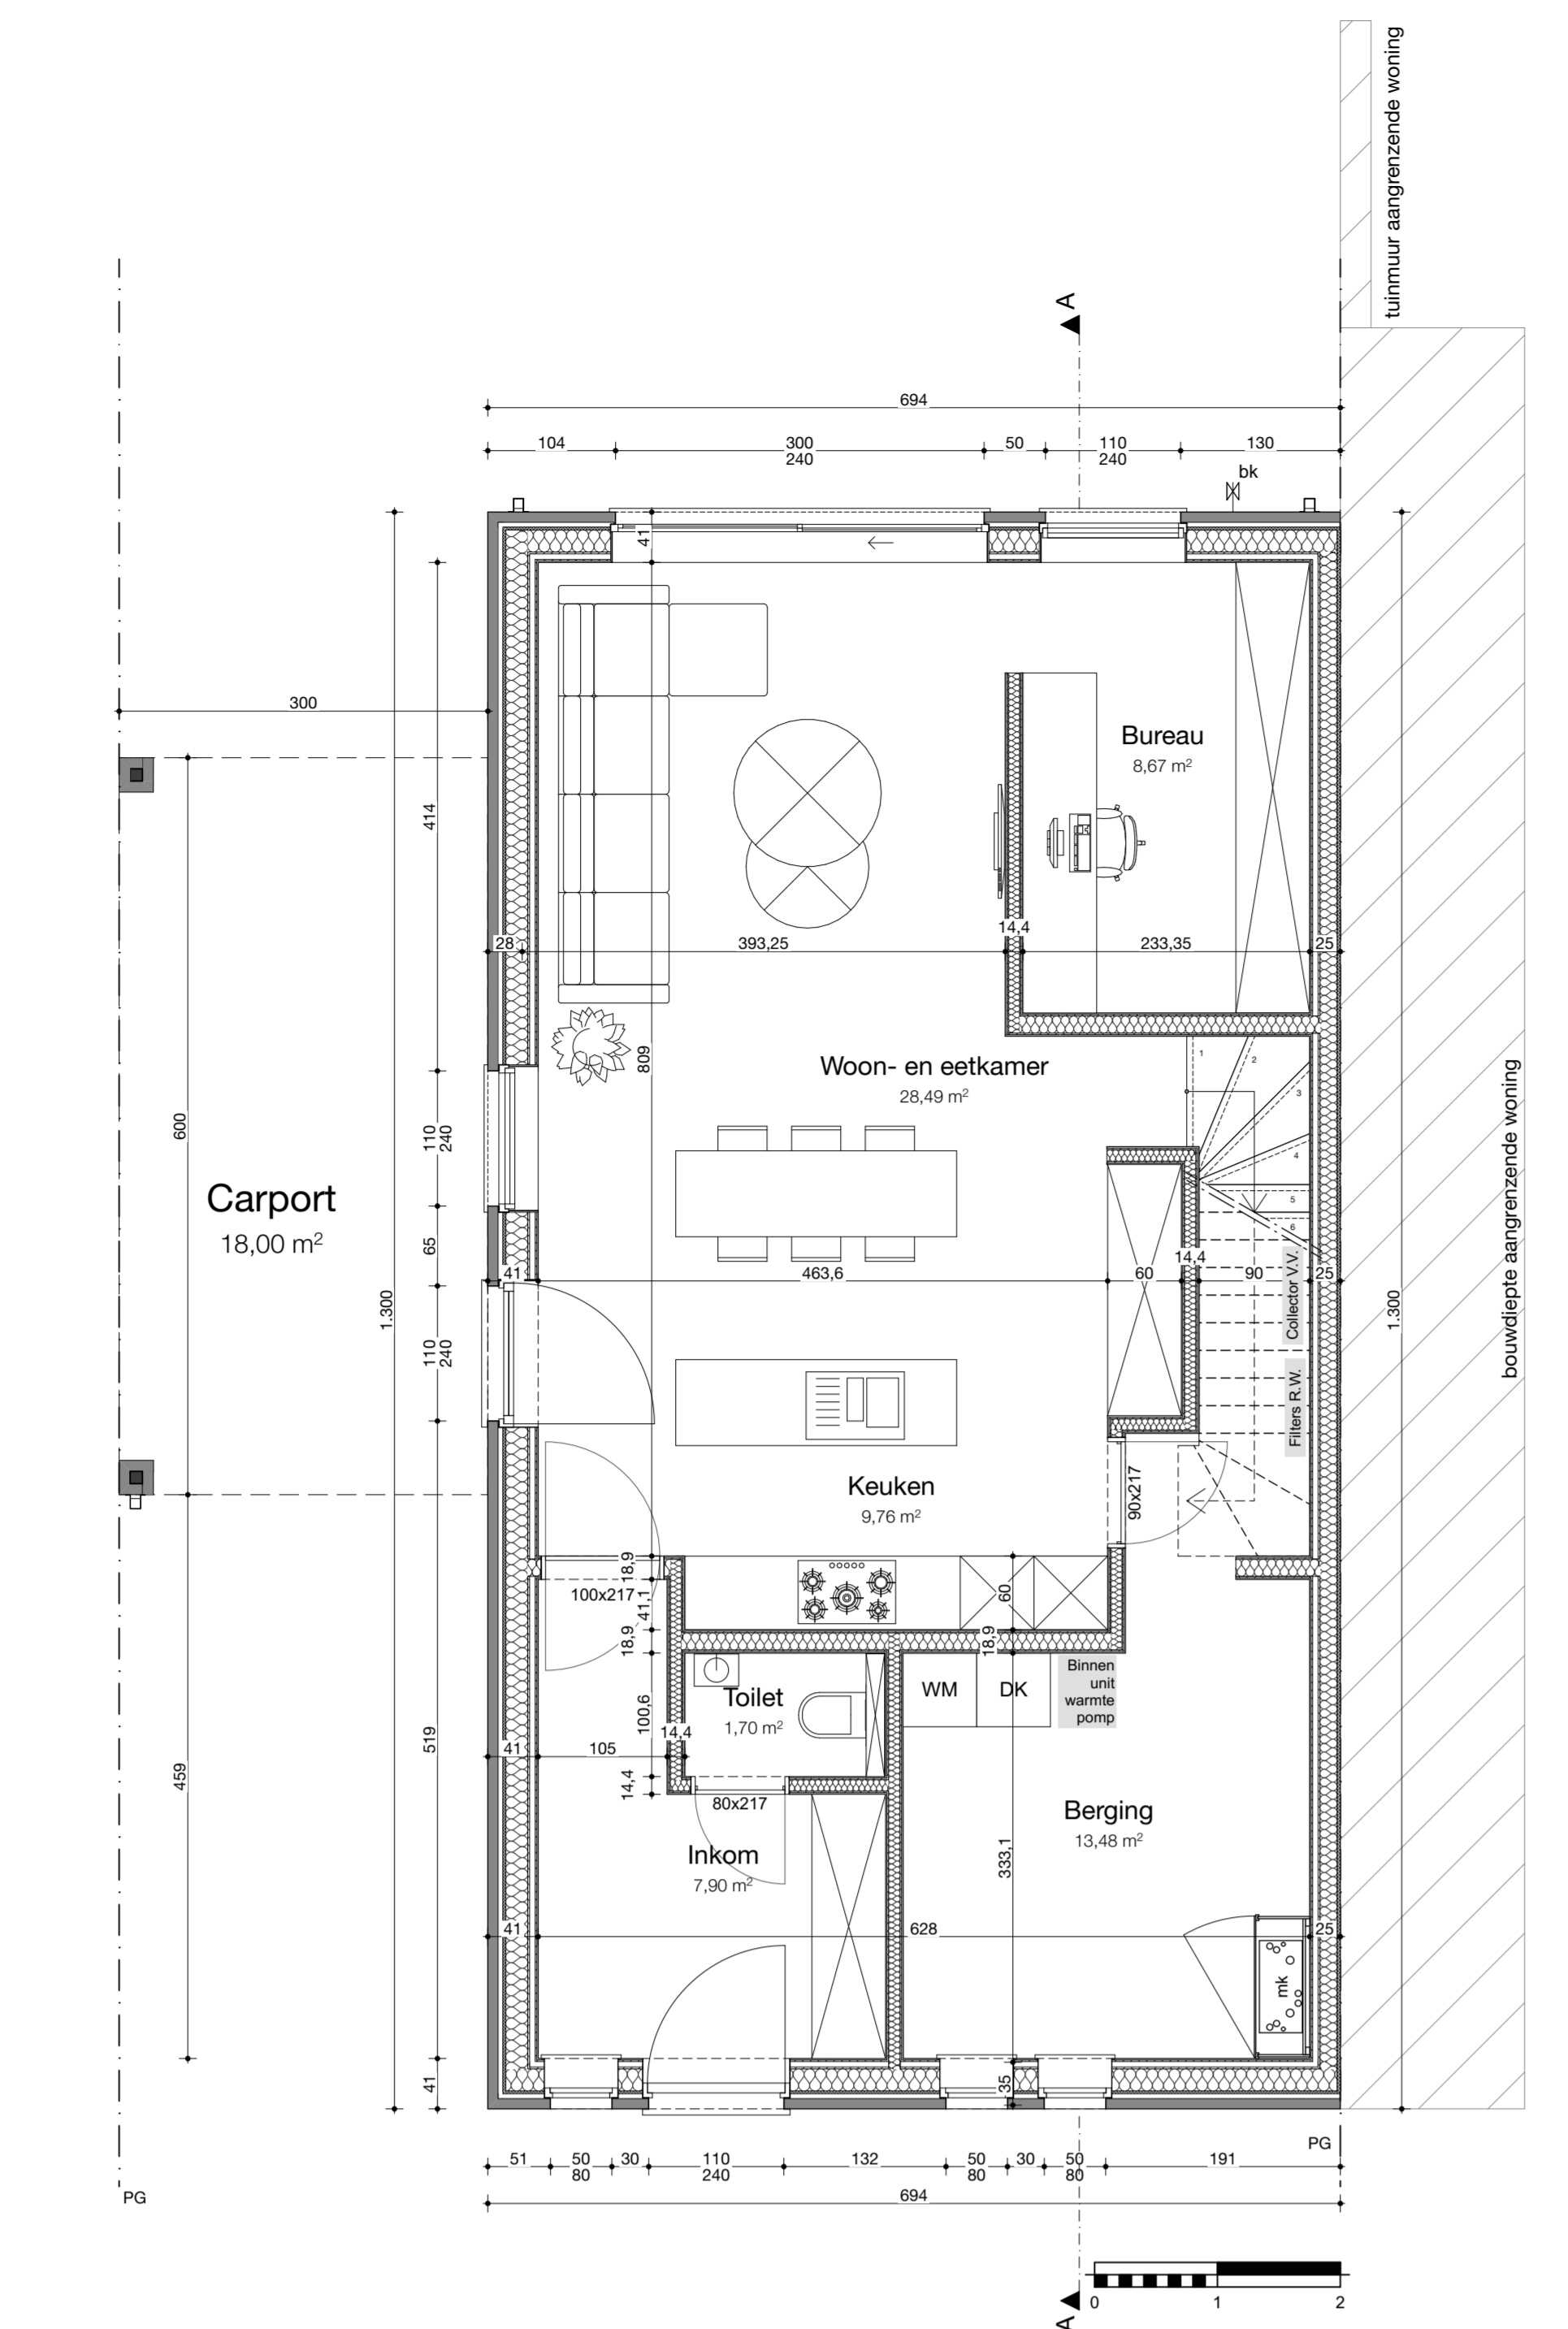 tuinmuur aangrenzende woning
A
694
104
300
50
110
130
240
240
bk
41
300
Bureau
8,67 m²
414
28
393,25
14,4
233,35
25
809
Woon- en eetkamer
28,49 m²
1
2
3
4
5
6
600
110
240
Carport
18,00 m²
65
41
463,6
60
14,4
90
25
Collector V.V.
bouwdiepte aangrenzende woning
1.300
1.300
110
240
Filters R.W.
Keuken
9,76 m²
90x217
18,9
100x217
41,1
60
18,9
18,9
Binnen
unit
warmte
pomp
WM
DK
Toilet
1,70 m²
100,6
14,4
519
41
105
459
14,4
80x217
Berging
13,48 m²
Inkom
7,90 m²
333,1
41
628
25
mk
41
35
PG
51
50
30
110
132
50
30
50
191
80
240
80
80
PG
694
A
0
1
2